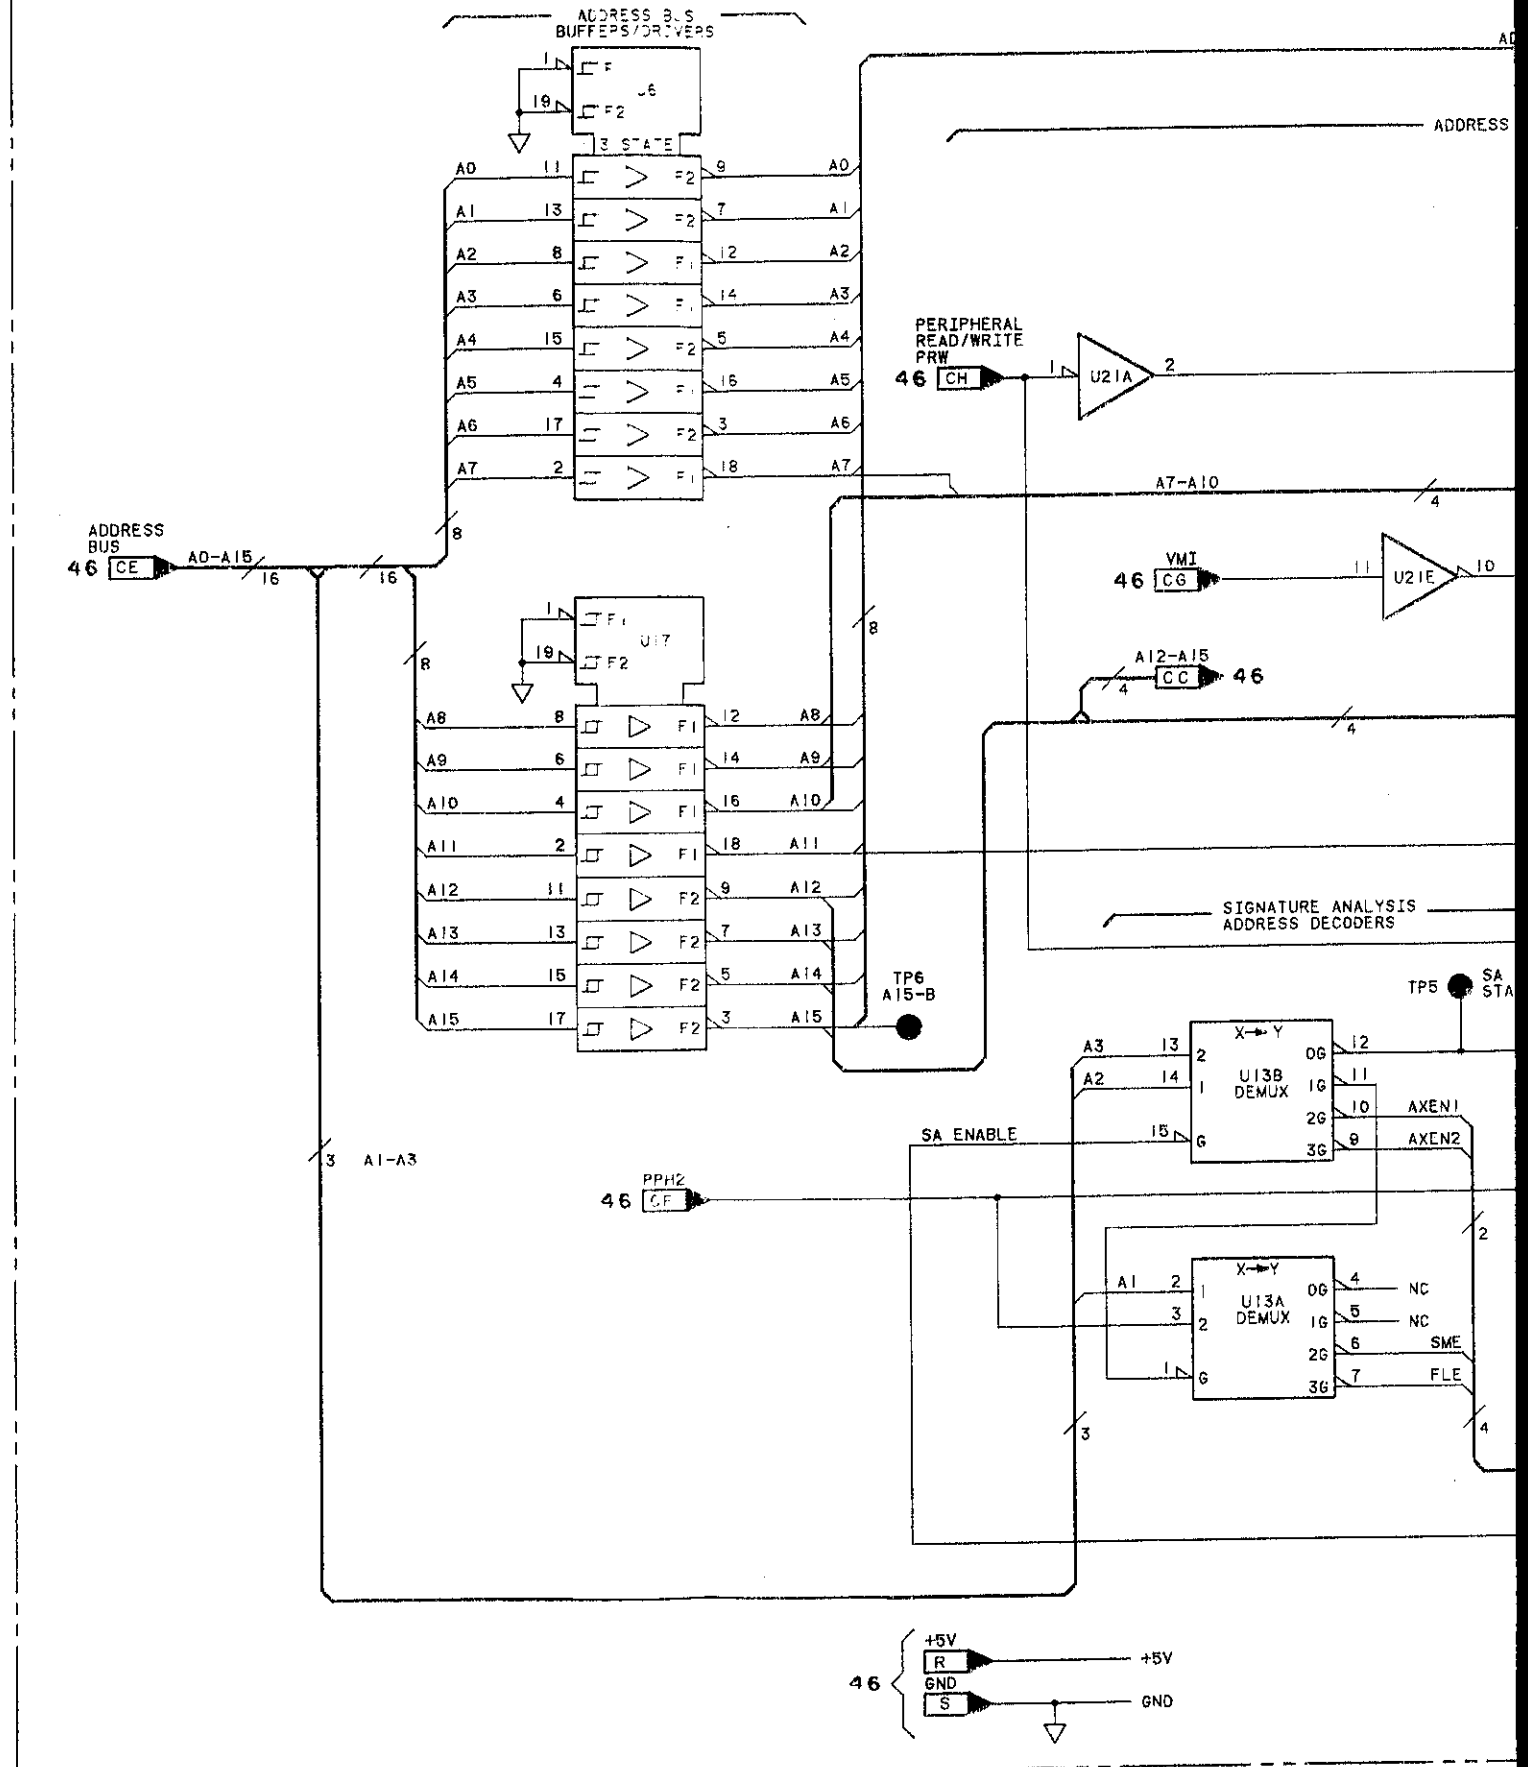 ADDRESS BUS
BUFFERS/DRIVERS
AD
ADDRESS
1 F
U6
19 F2
3 STATE
A0 11 F2 9 A0
A1 13 F2 7 A1
A2 8 F1 12 A2
A3 6 F1 14 A3
A4 15 F2 5 A4
A5 4 F1 16 A5
A6 17 F2 3 A6
A7 2 F1 18 A7
8
PERIPHERAL
READ/WRITE
PRW
46 CH
1 U21A 2
A7-A10
4
ADDRESS
BUS
46 CE A0-A15
16
16
VMI
46 CG
11 U21E 10
1 F1
U17
19 F2
8
8
A12-A15
4 CC 46
4
A8 8 F1 12 A8
A9 6 F1 14 A9
A10 4 F1 16 A10
A11 2 F1 18 A11
A12 11 F2 9 A12
A13 13 F2 7 A13
A14 15 F2 5 A14
A15 17 F2 3 A15
TP6
A15-B
SIGNATURE ANALYSIS
ADDRESS DECODERS
TP5
SA
STA
X→Y
A3 13 2 0G 12
U13B
DEMUX
A2 14 1 1G 11
2G 10 AXEN1
SA ENABLE 15 G 3G 9 AXEN2
3 A1-A3
PPH2
46
2
X→Y
A1 2 1 0G 4 NC
U13A
DEMUX
3 2 1G 5 NC
2G 6 SME
1 G 3G 7 FLE
3
4
+5V
R +5V
46
GND
S GND